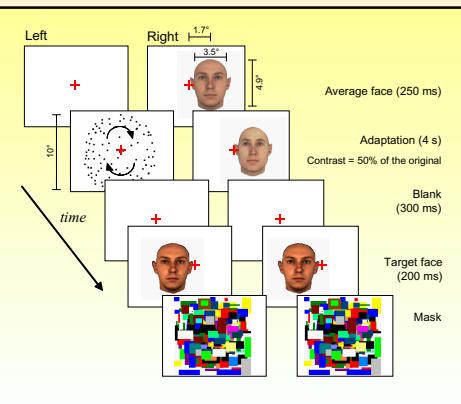 Left
Right
1.7°
3.5°
4.9°
Average face (250 ms)
10°
Adaptation (4 s)
Contrast = 50% of the original
Blank
(300 ms)
time
Target face
(200 ms)
Mask